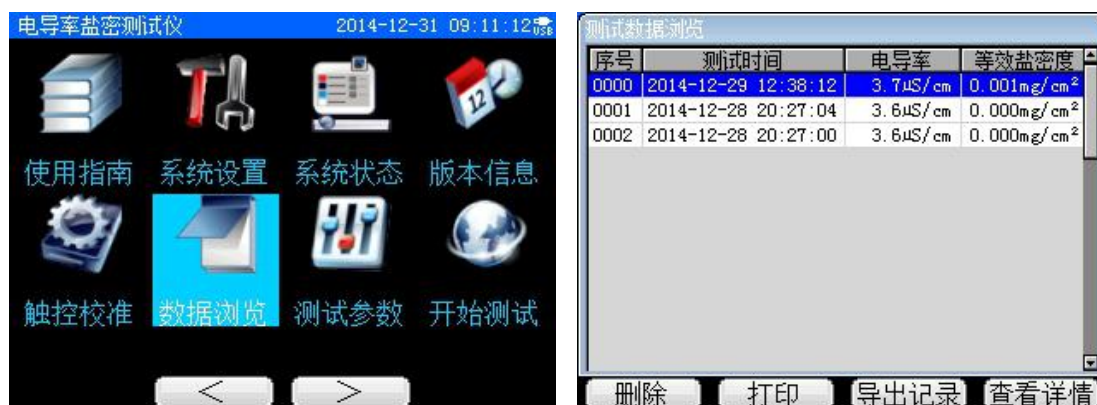 电导率盐密测试仪 2014-12-31 09:11:12 USB
12
使用指南 系统设置 系统状态 版本信息
触控校准 数据浏览 测试参数 开始测试
< >
测试数据浏览
序号 测试时间 电导率 等效盐密度
0000 2014-12-29 12:38:12 3.7μS/cm 0.001mg/cm²
0001 2014-12-28 20:27:04 3.6μS/cm 0.000mg/cm²
0002 2014-12-28 20:27:00 3.6μS/cm 0.000mg/cm²
删除 打印 导出记录 查看详情